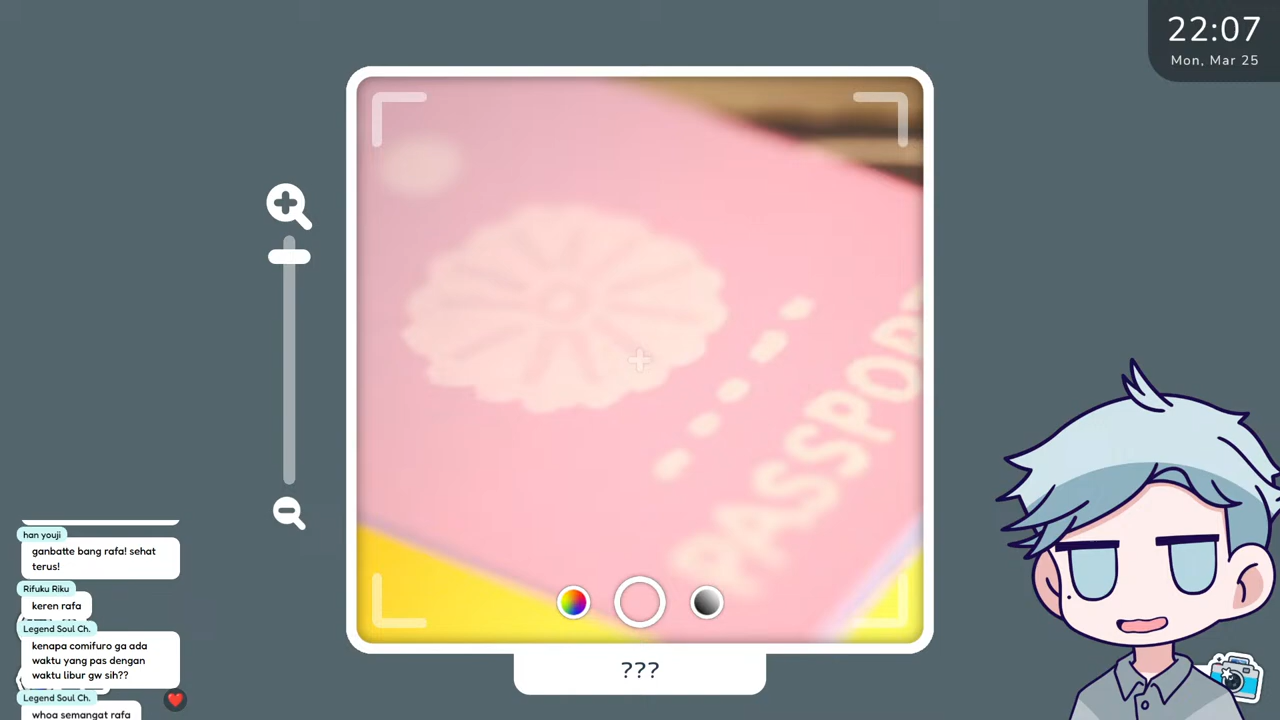 22:07
Mon, Mar 25
PASSPORT
???
han youji
ganbatte bang rafa! sehat
terus!
Rifuku Riku
keren rafa
Legend Soul Ch.
kenapa comifuro ga ada
waktu yang pas dengan
waktu libur gw sih??
Legend Soul Ch.
whoa semangat rafa